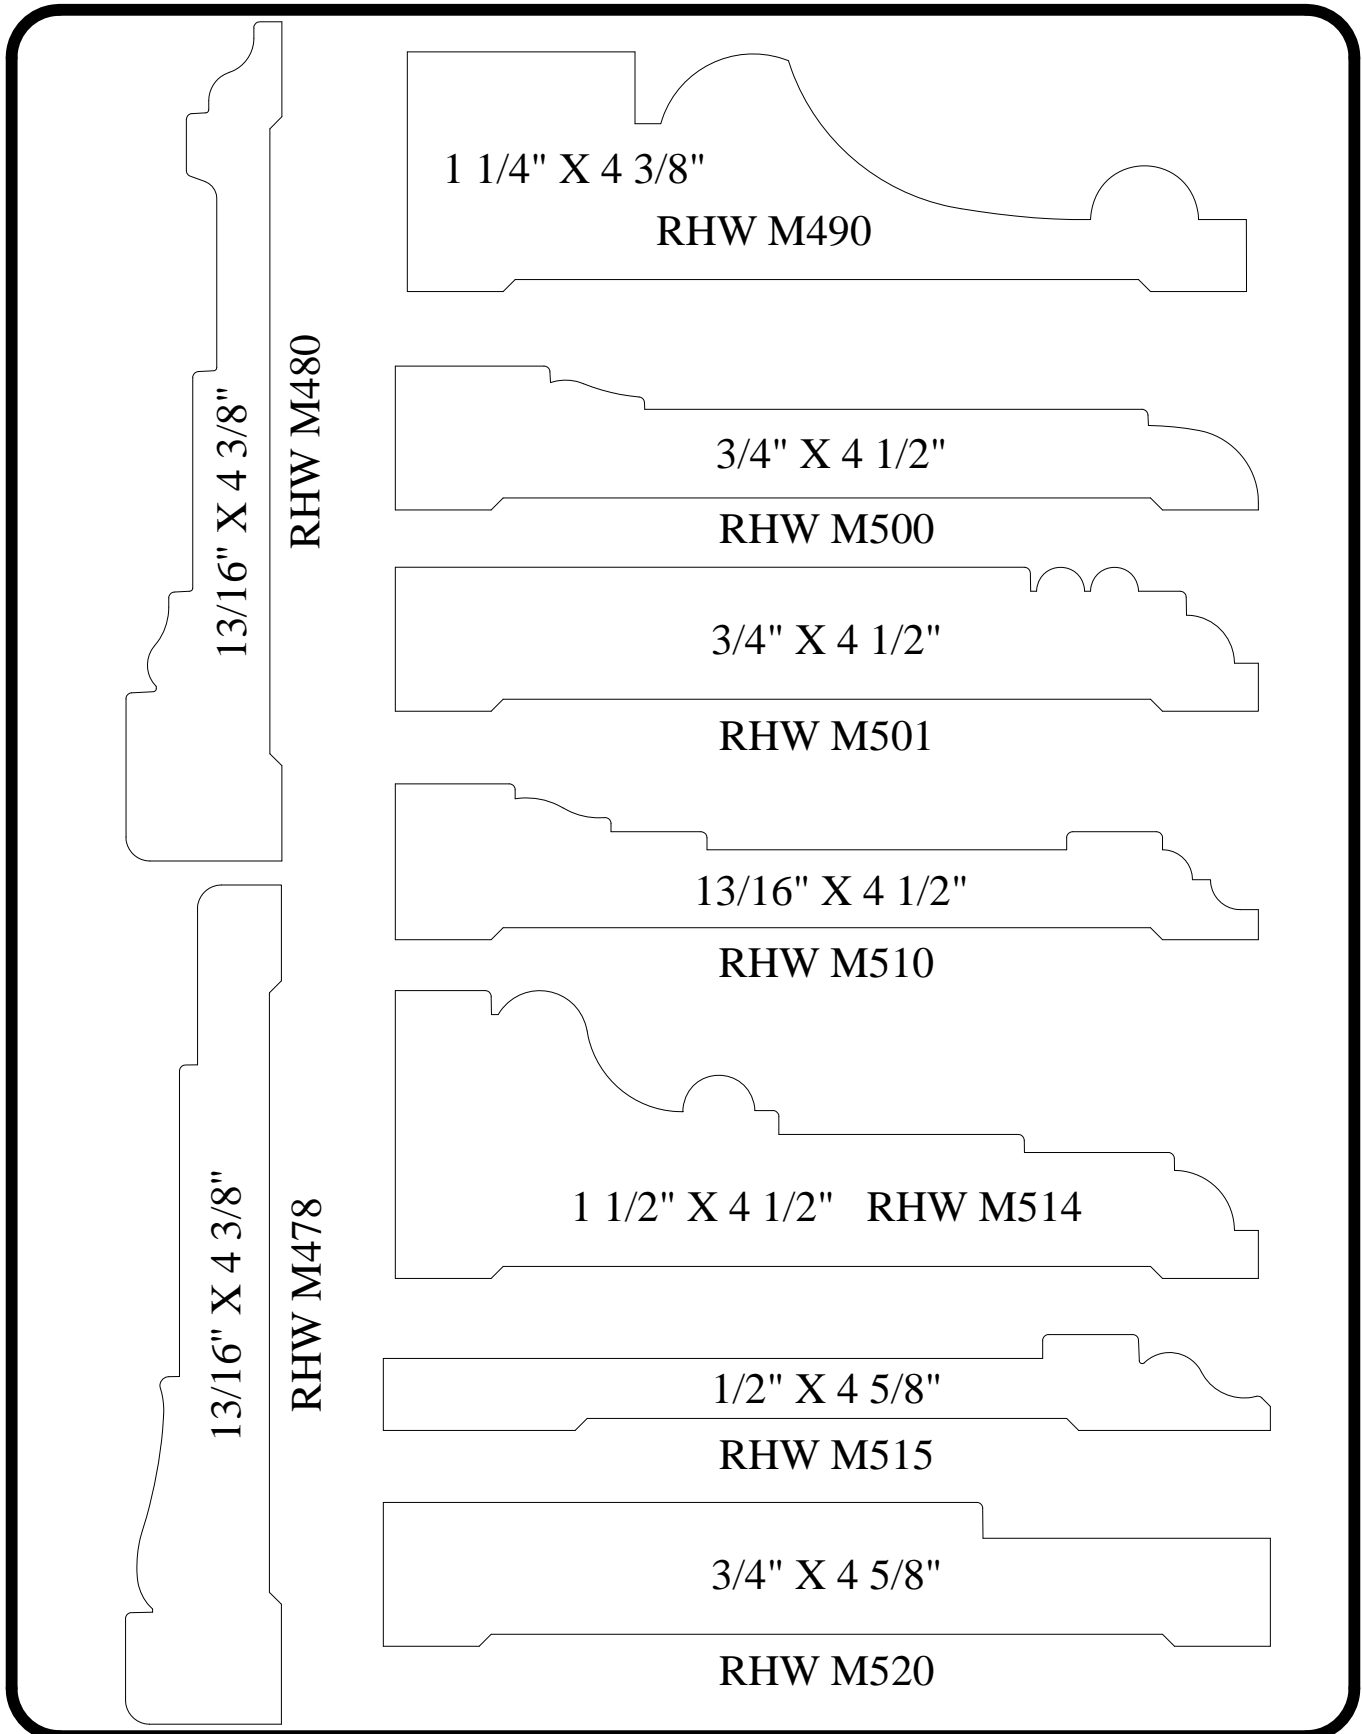 13/16" X 4 3/8"
RHW M480
1 1/4" X 4 3/8"
RHW M490
3/4" X 4 1/2"
RHW M500
3/4" X 4 1/2"
RHW M501
13/16" X 4 1/2"
RHW M510
13/16" X 4 3/8"
RHW M478
1 1/2" X 4 1/2" RHW M514
1/2" X 4 5/8"
RHW M515
3/4" X 4 5/8"
RHW M520